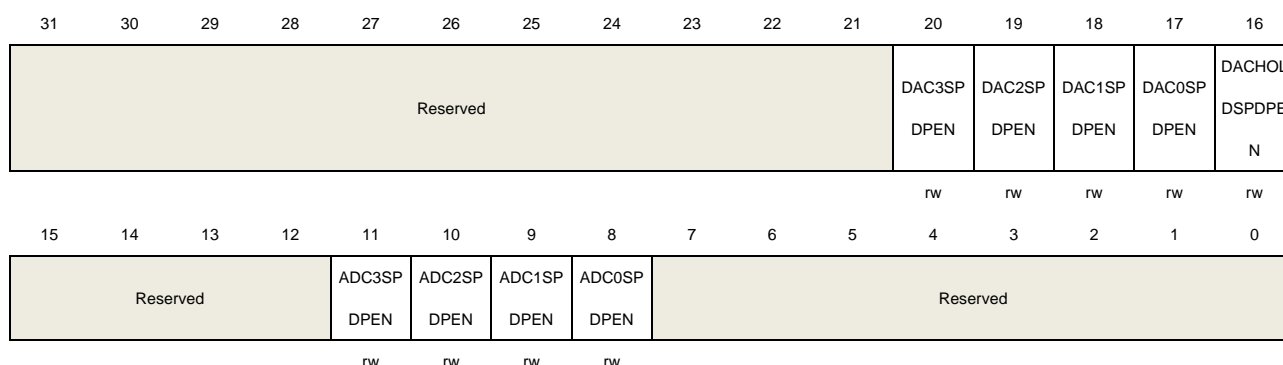 31 30 29 28 27 26 25 24 23 22 21 20 19 18 17 16
Reserved
DAC3SP
DPEN
DAC2SP
DPEN
DAC1SP
DPEN
DAC0SP
DPEN
DACHOL
DSPDPE
N
rw rw rw rw rw
15 14 13 12 11 10 9 8 7 6 5 4 3 2 1 0
Reserved
ADC3SP
DPEN
ADC2SP
DPEN
ADC1SP
DPEN
ADC0SP
DPEN
Reserved
rw rw rw rw